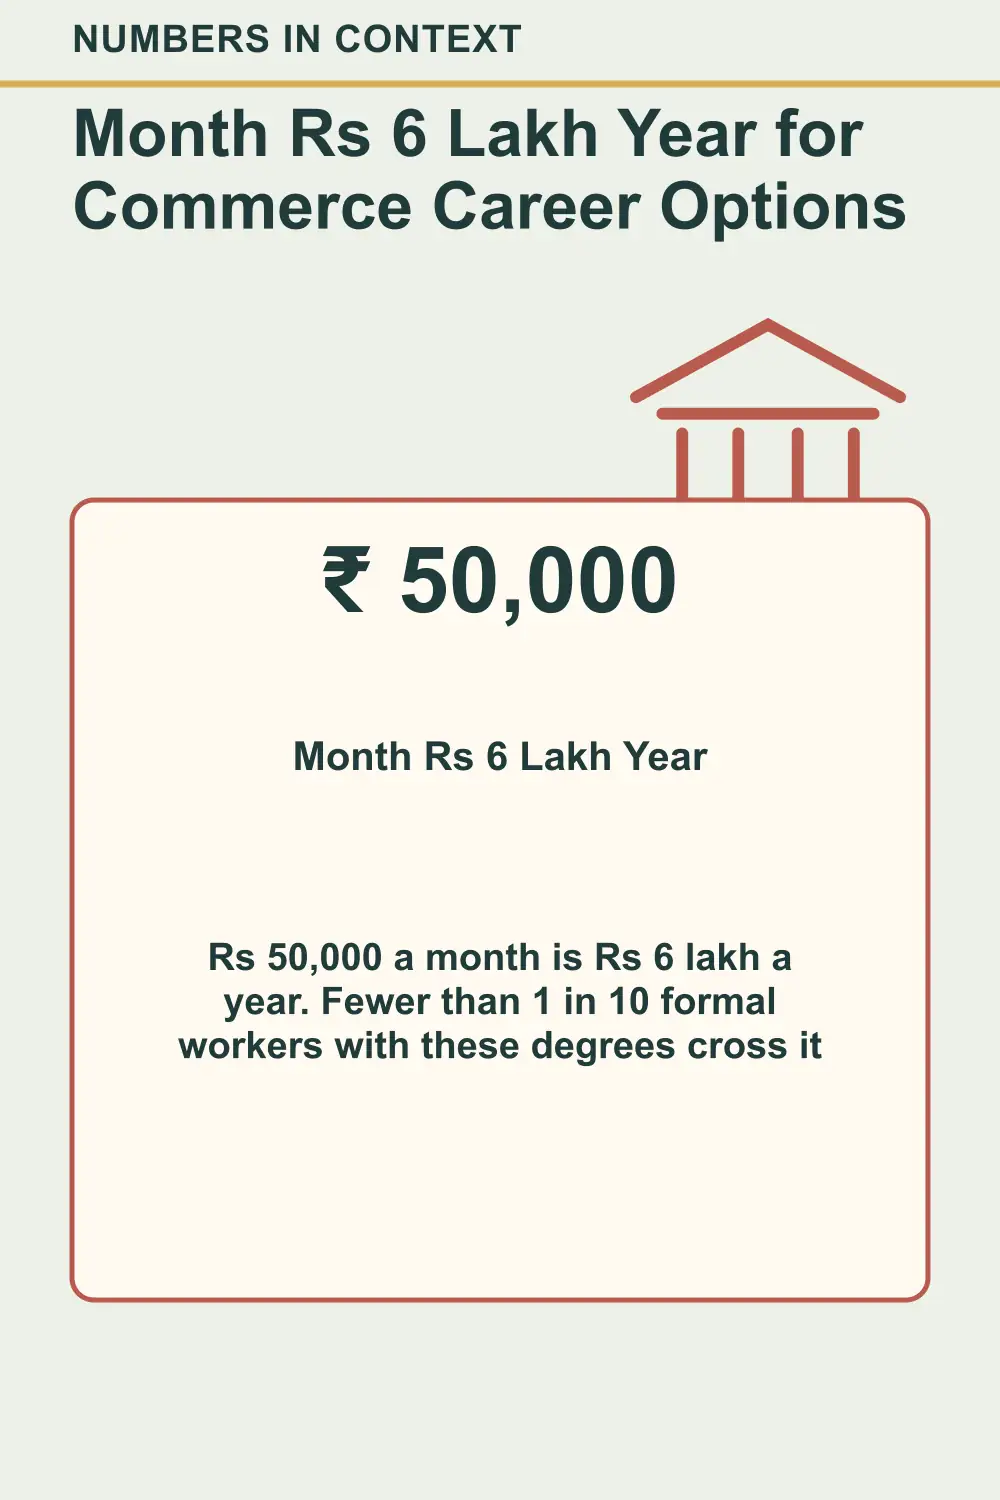 NUMBERS IN CONTEXT
Month Rs 6 Lakh Year for
Commerce Career Options
₹ 50,000
Month Rs 6 Lakh Year
Rs 50,000 a month is Rs 6 lakh a
year. Fewer than 1 in 10 formal
workers with these degrees cross it